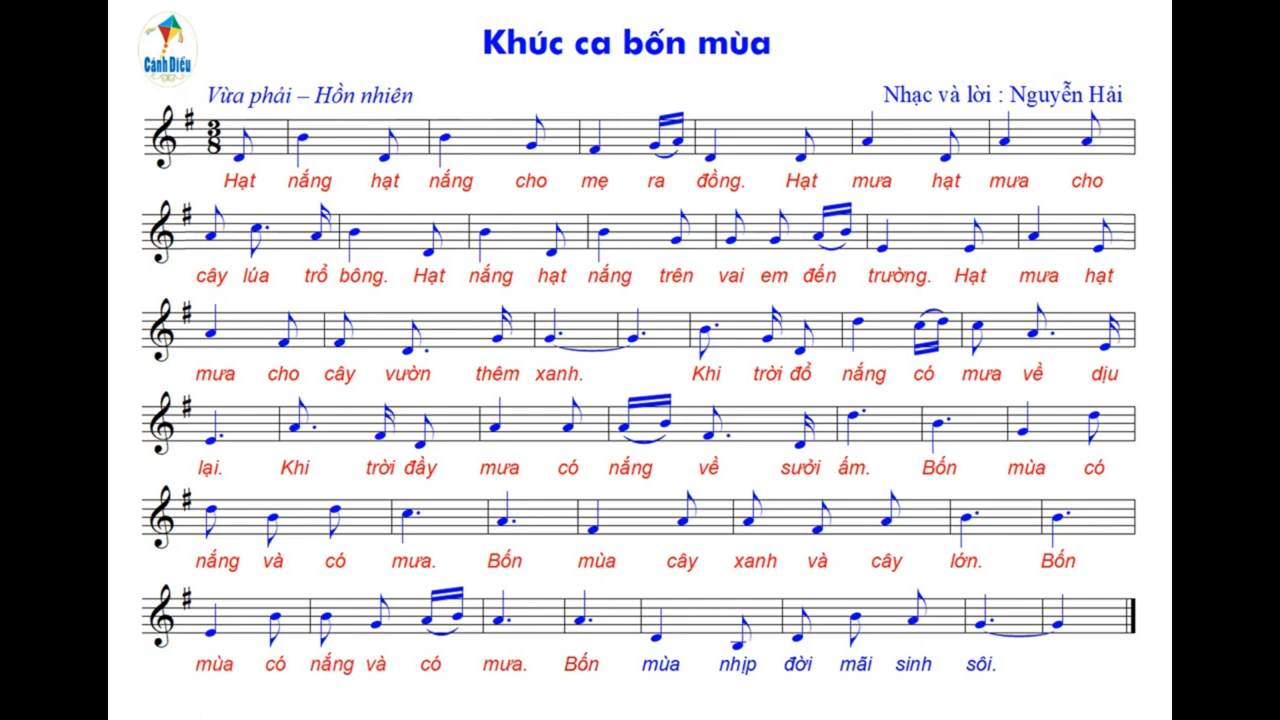 Cánh Diều
Khúc ca bốn mùa
Vừa phải – Hồn nhiên
Nhạc và lời : Nguyễn Hải
3
8
Hạt nắng hạt nắng cho mẹ ra đồng. Hạt mưa hạt mưa cho
cây lúa trổ bông. Hạt nắng hạt nắng trên vai em đến trường. Hạt mưa hạt
mưa cho cây vườn thêm xanh. Khi trời đổ nắng có mưa về dịu
lại. Khi trời đầy mưa có nắng về sưởi ấm. Bốn mùa có
nắng và có mưa. Bốn mùa cây xanh và cây lớn. Bốn
mùa có nắng và có mưa. Bốn mùa nhịp đời mãi sinh sôi.